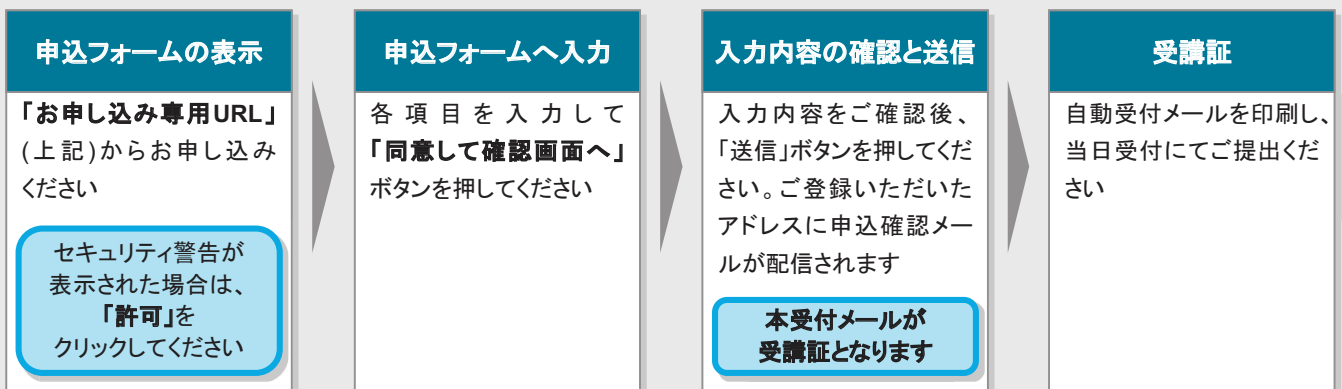 申込フォームの表示
「お申し込み専用URL」
(上記)からお申し込み
ください
セキュリティ警告が
表示された場合は、
「許可」を
クリックしてください
申込フォームへ入力
各項目を入力して
「同意して確認画面へ」
ボタンを押してください
入力内容の確認と送信
入力内容をご確認後、
「送信」ボタンを押してくだ
さい。ご登録いただいた
アドレスに申込確認メー
ルが配信されます
本受付メールが
受講証となります
受講証
自動受付メールを印刷し、
当日受付にてご提出くだ
さい